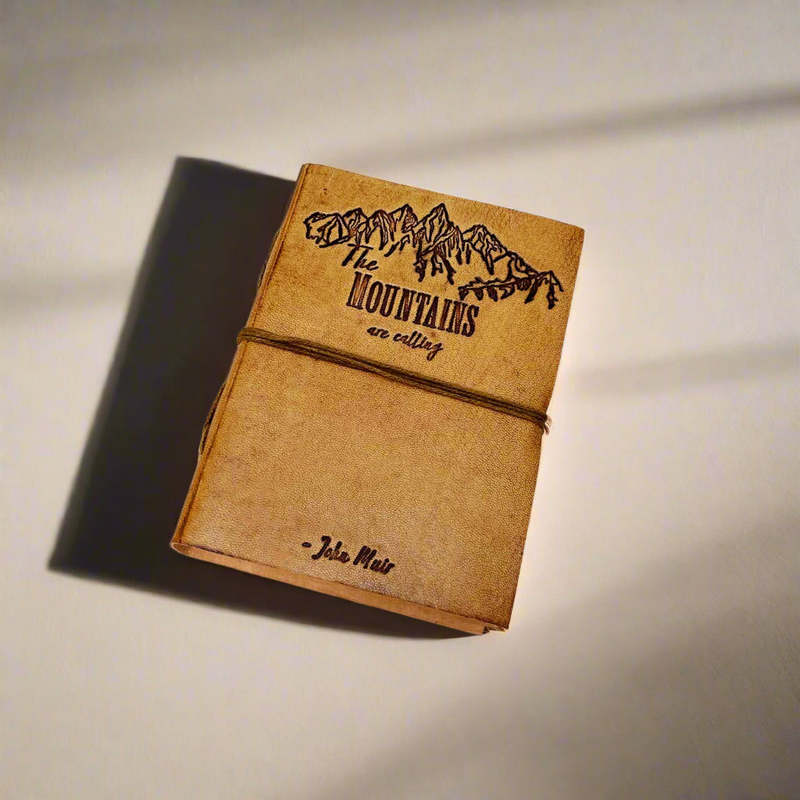 The
MOUNTAINS
are calling
- John Muir